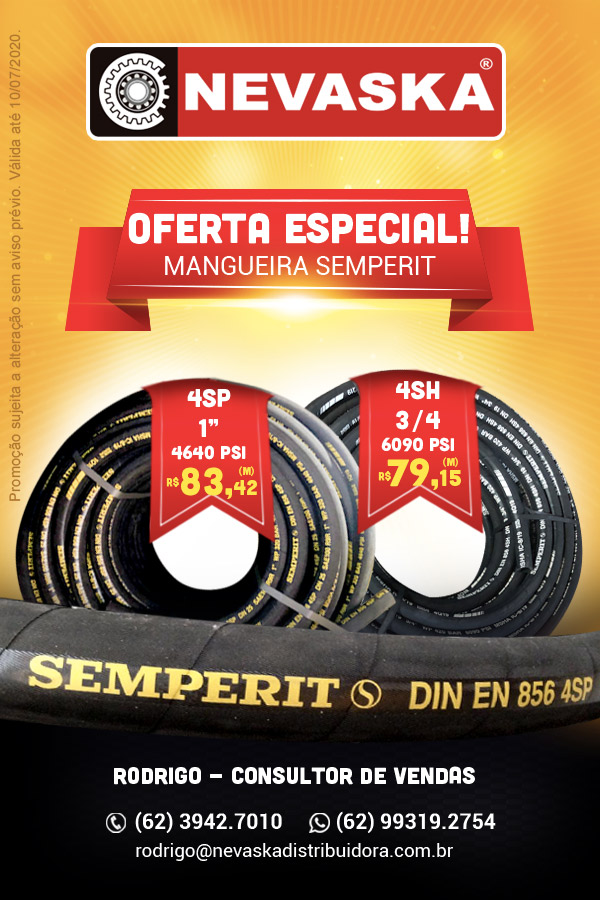 Promoção sujeita a alteração sem aviso prévio. Válida até 10/07/2020.
NEVASKA®
OFERTA ESPECIAL!
MANGUEIRA SEMPERIT
4SP
1”
4640 PSI
(M)
R$83,42
4SH
3/4
6090 PSI
(M)
R$79,15
SEMPERIT S DIN EN 856 4SP
RODRIGO – CONSULTOR DE VENDAS
(62) 3942.7010 (62) 99319.2754
rodrigo@nevaskadistribuidora.com.br